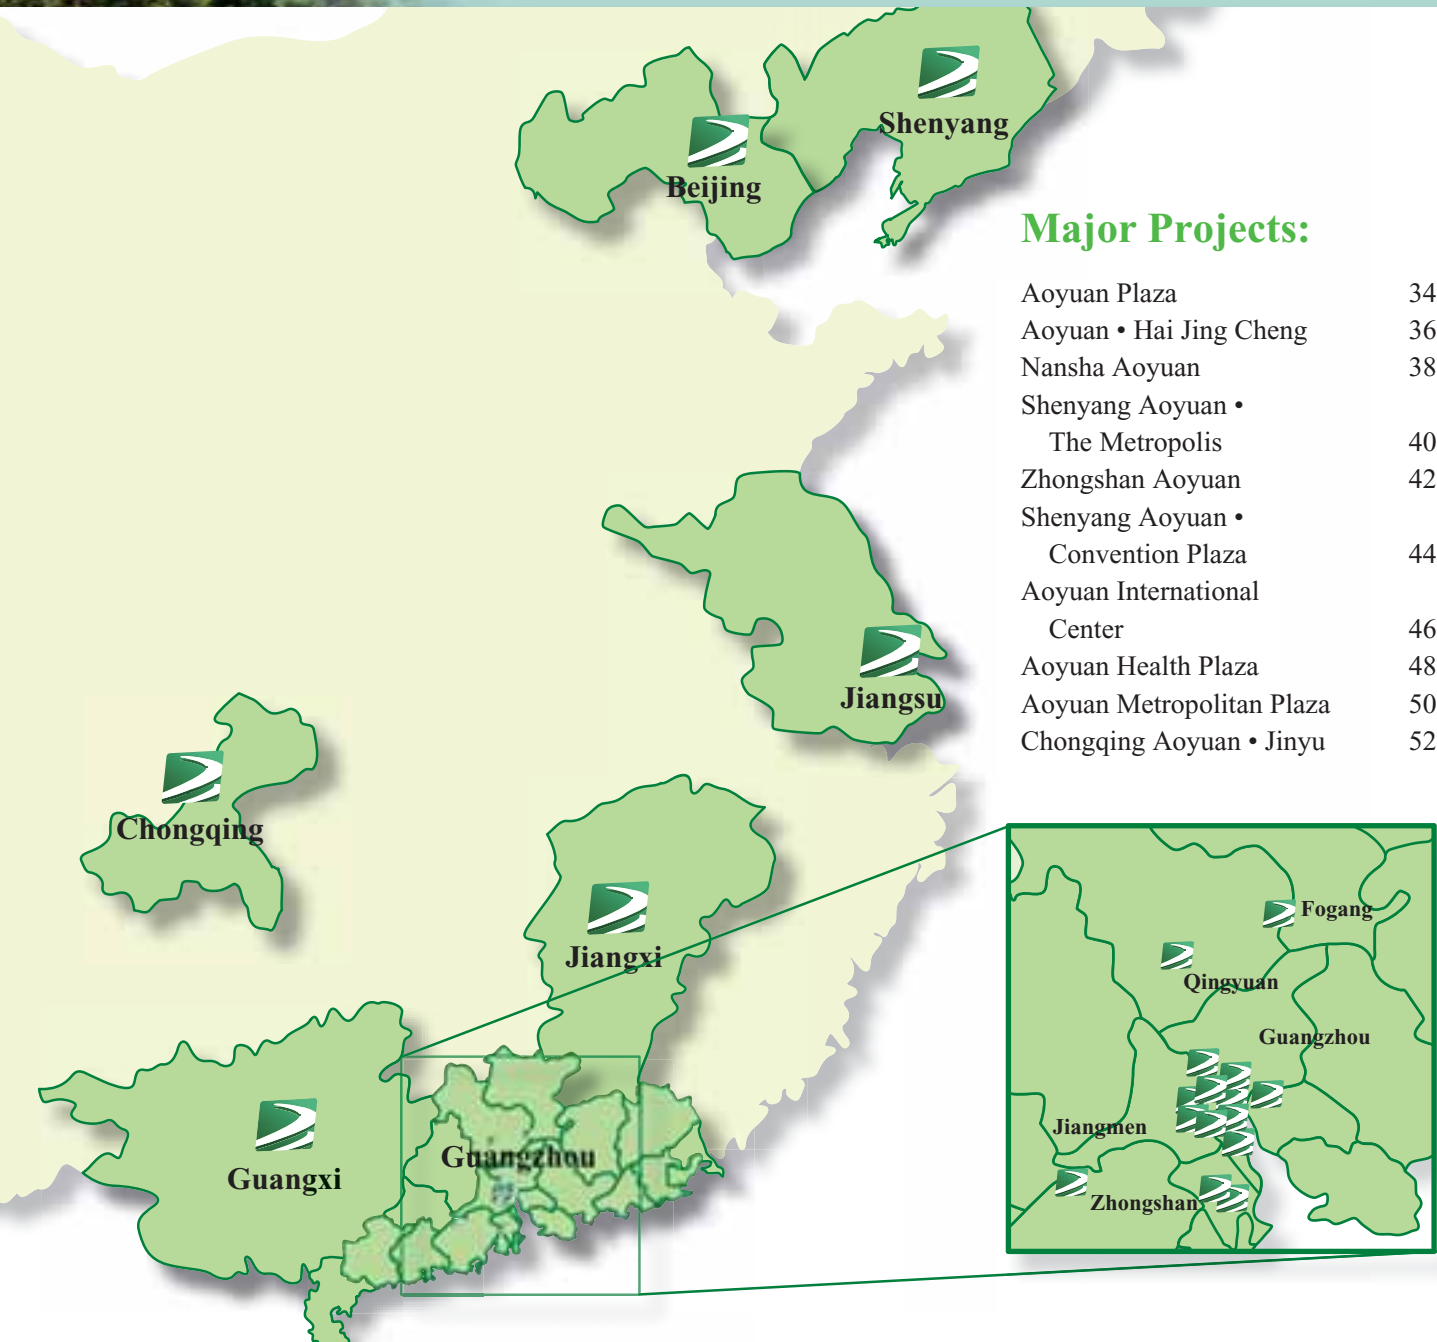 Shenyang
Beijing
Major Projects:
Aoyuan Plaza 34
Aoyuan • Hai Jing Cheng 36
Nansha Aoyuan 38
Shenyang Aoyuan •
The Metropolis 40
Zhongshan Aoyuan 42
Shenyang Aoyuan •
Convention Plaza 44
Aoyuan International
Center 46
Aoyuan Health Plaza 48
Aoyuan Metropolitan Plaza 50
Chongqing Aoyuan • Jinyu 52
Jiangsu
Chongqing
Jiangxi
Guangxi
Guangzhou
Fogang
Qingyuan
Guangzhou
Jiangmen
Zhongshan